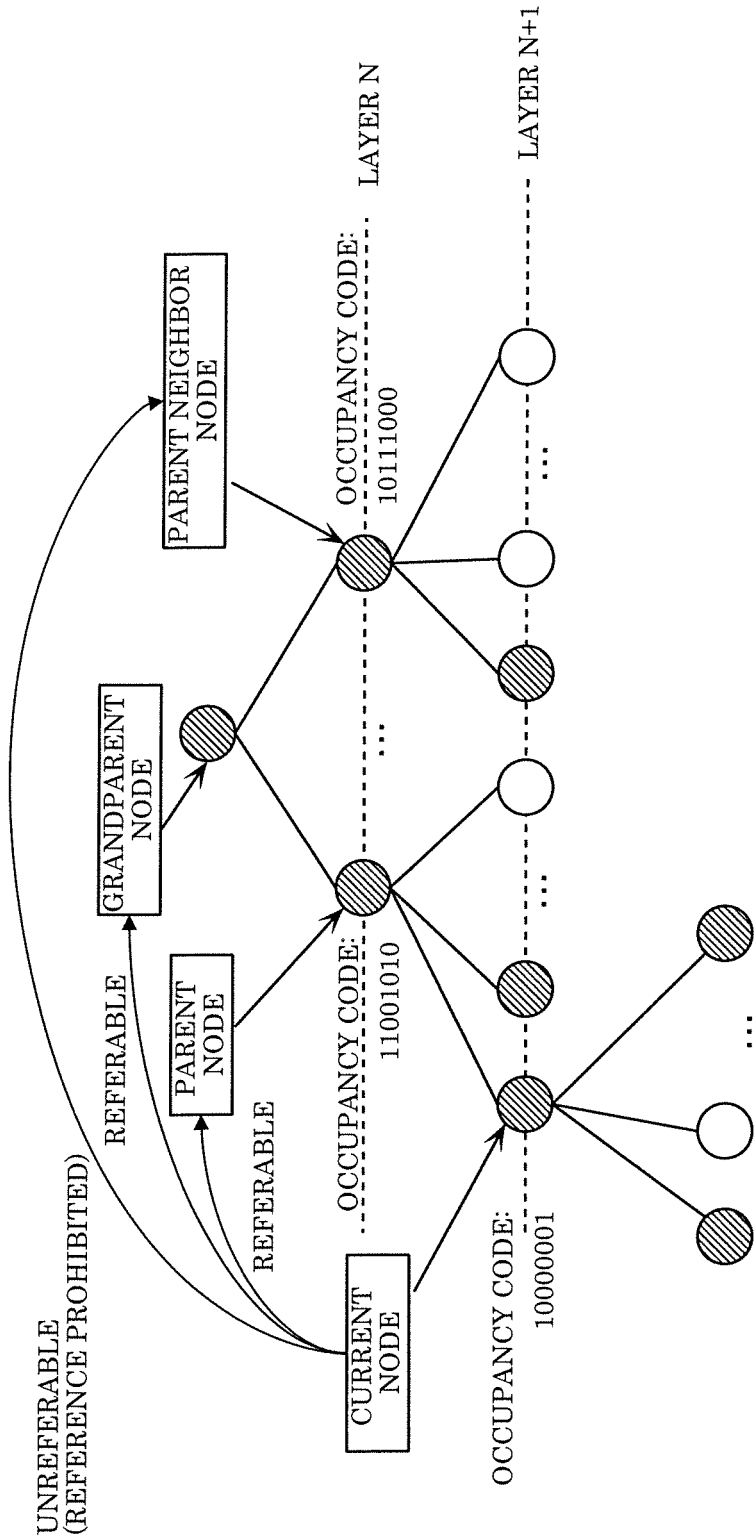 UNREFERABLE
(REFERENCE PROHIBITED)
REFERABLE
GRANDPARENT
NODE
PARENT NEIGHBOR
NODE
PARENT
NODE
REFERABLE
CURRENT
NODE
OCCUPANCY CODE:
11001010
...
OCCUPANCY CODE:
10111000
LAYER N
OCCUPANCY CODE:
10000001
...
...
LAYER N+1
...